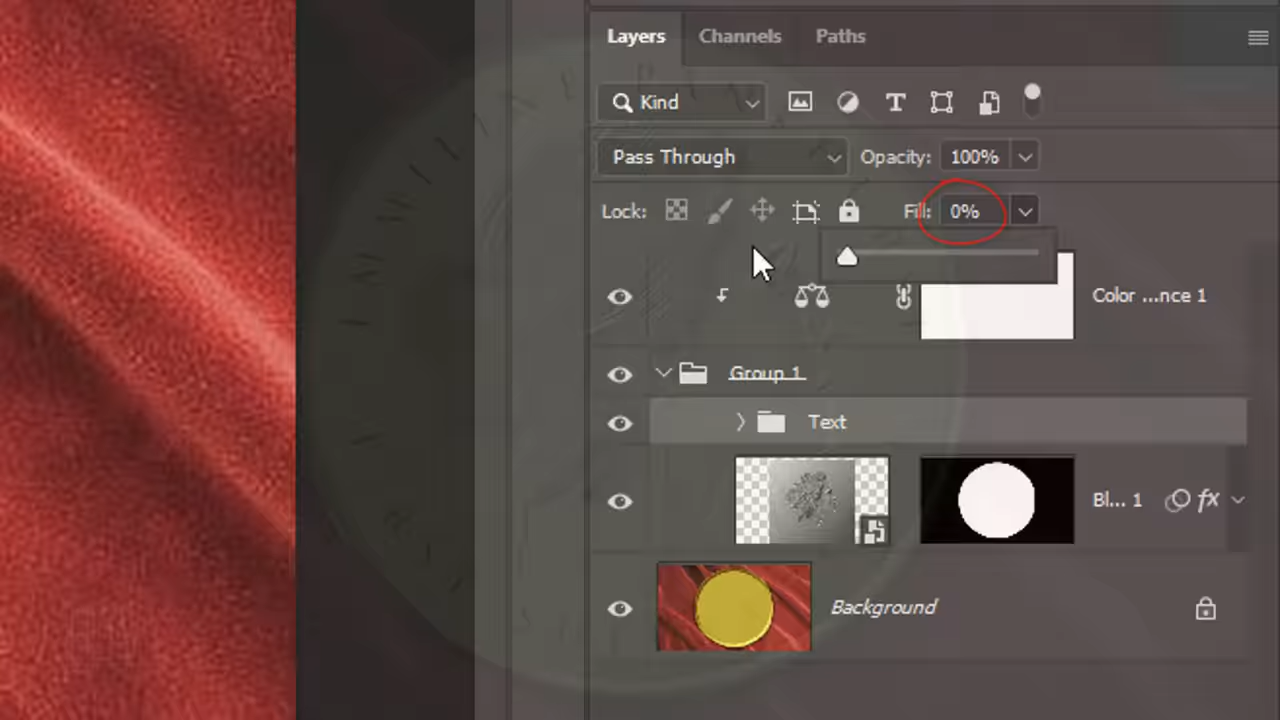 Layers Channels Paths
Kind
Pass Through Opacity: 100%
Lock: Fill: 0%
Color ...nce 1
Group 1
Text
Bl... 1 fx
Background